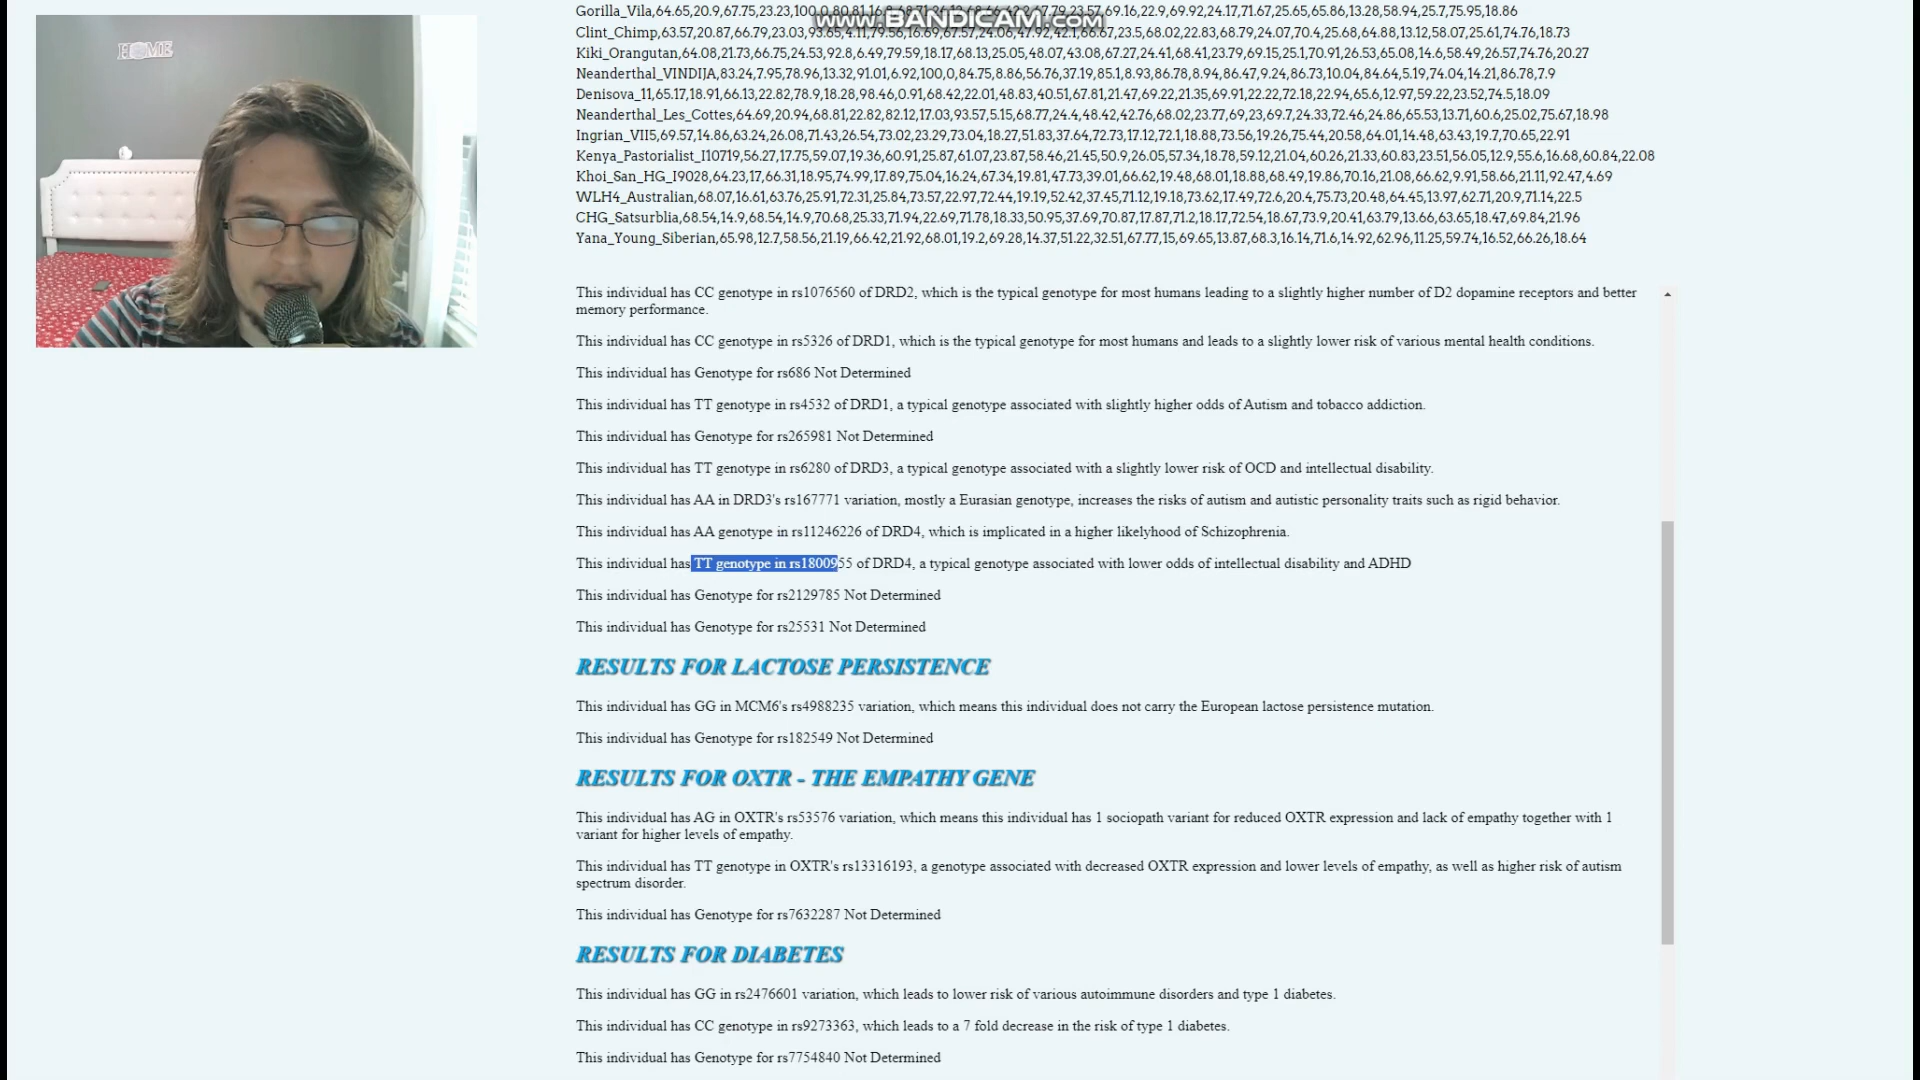 HOME
www.BANDICAM.com
Clint_Chimp,63.57,20.87,66.79,23.03,93.65,4.11,79.56,16.69,67.57,24.06,47.92,42.1,66.67,23.5,68.02,22.83,68.79,24.07,70.4,25.68,64.88,13.12,58.07,25.61,74.76,18.73
Kiki_Orangutan,64.08,21.73,66.75,24.53,92.8,6.49,79.59,18.17,68.13,25.05,48.07,43.08,67.27,24.41,68.41,23.79,69.15,25.1,70.91,26.53,65.08,14.6,58.49,26.57,74.76,20.27
Neanderthal_VINDIJA,83.24,7.95,78.96,13.32,91.01,6.92,100,0,84.75,8.86,56.76,37.19,85.1,8.93,86.78,8.94,86.47,9.24,86.73,10.04,84.64,5.19,74.04,14.21,86.78,7.9
Denisova_11,65.17,18.91,66.13,22.82,78.9,18.28,98.46,0.91,68.42,22.01,48.83,40.51,67.81,21.47,69.22,21.35,69.91,22.22,72.18,22.94,65.6,12.97,59.22,23.52,74.5,18.09
Neanderthal_Les_Cottes,64.69,20.94,68.81,22.82,82.12,17.03,93.57,5.15,68.77,24.4,48.42,42.76,68.02,23.77,69,23.69,69.7,24.33,72.46,24.86,65.53,13.71,60.6,25.02,75.67,18.98
Ingrian_VII5,69.57,14.86,63.24,26.08,71.43,26.54,73.02,23.29,73.04,18.27,51.83,37.64,72.73,17.12,72.1,18.88,73.56,19.26,75.44,20.58,64.01,14.48,63.43,19.7,70.65,22.91
Kenya_Pastorialist_I10719,56.27,17.75,59.07,19.36,60.91,25.87,61.07,23.87,58.46,21.45,50.9,26.05,57.34,18.78,59.12,21.04,60.26,21.33,60.83,23.51,56.05,12.9,55.6,16.68,60.84,22.08
Khoi_San_HG_I9028,64.23,17,66.31,18.95,74.99,17.89,75.04,16.24,67.34,19.81,47.73,39.01,66.62,19.48,68.01,18.88,68.49,19.86,70.16,21.08,66.62,9.91,58.66,21.11,92.47,4.69
WLH4_Australian,68.07,16.61,63.76,25.91,72.31,25.84,73.57,22.97,72.44,19.19,52.42,37.45,71.12,19.18,73.62,17.49,72.6,20.4,75.73,20.48,64.45,13.97,62.71,20.9,71.14,22.5
CHG_Satsurblia,68.54,14.9,68.54,14.9,70.68,25.33,71.94,22.69,71.78,18.33,50.95,37.69,70.87,17.87,71.2,18.17,72.54,18.67,73.9,20.41,63.79,13.66,63.65,18.47,69.84,21.96
Yana_Young_Siberian,65.98,12.7,58.56,21.19,66.42,21.92,68.01,19.2,69.28,14.37,51.22,32.51,67.77,15,69.65,13.87,68.3,16.14,71.6,14.92,62.96,11.25,59.74,16.52,66.26,18.64
This individual has CC genotype in rs1076560 of DRD2, which is the typical genotype for most humans leading to a slightly higher number of D2 dopamine receptors and better
memory performance.
This individual has CC genotype in rs5326 of DRD1, which is the typical genotype for most humans and leads to a slightly lower risk of various mental health conditions.
This individual has Genotype for rs686 Not Determined
This individual has TT genotype in rs4532 of DRD1, a typical genotype associated with slightly higher odds of Autism and tobacco addiction.
This individual has Genotype for rs265981 Not Determined
This individual has TT genotype in rs6280 of DRD3, a typical genotype associated with a slightly lower risk of OCD and intellectual disability.
This individual has AA in DRD3's rs167771 variation, mostly a Eurasian genotype, increases the risks of autism and autistic personality traits such as rigid behavior.
This individual has AA genotype in rs11246226 of DRD4, which is implicated in a higher likelyhood of Schizophrenia.
This individual has TT genotype in rs1800955 of DRD4, a typical genotype associated with lower odds of intellectual disability and ADHD
This individual has Genotype for rs2129785 Not Determined
This individual has Genotype for rs25531 Not Determined
RESULTS FOR LACTOSE PERSISTENCE
This individual has GG in MCM6's rs4988235 variation, which means this individual does not carry the European lactose persistence mutation.
This individual has Genotype for rs182549 Not Determined
RESULTS FOR OXTR - THE EMPATHY GENE
This individual has AG in OXTR's rs53576 variation, which means this individual has 1 sociopath variant for reduced OXTR expression and lack of empathy together with 1
variant for higher levels of empathy.
This individual has TT genotype in OXTR's rs13316193, a genotype associated with decreased OXTR expression and lower levels of empathy, as well as higher risk of autism
spectrum disorder.
This individual has Genotype for rs7632287 Not Determined
RESULTS FOR DIABETES
This individual has GG in rs2476601 variation, which leads to lower risk of various autoimmune disorders and type 1 diabetes.
This individual has CC genotype in rs9273363, which leads to a 7 fold decrease in the risk of type 1 diabetes.
This individual has Genotype for rs7754840 Not Determined